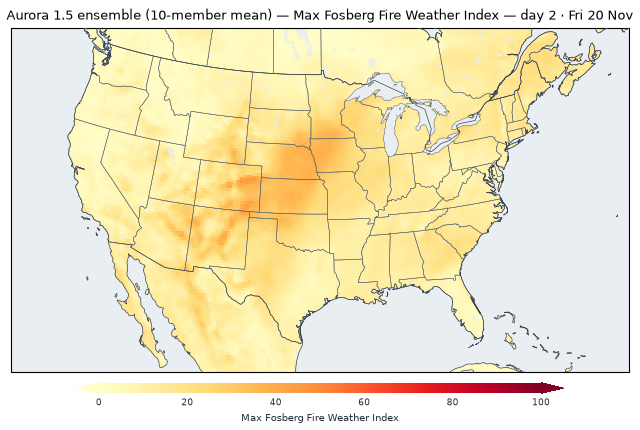 Aurora 1.5 ensemble (10-member mean) — Max Fosberg Fire Weather Index — day 2 · Fri 20 Nov
0 20 40 60 80 100
Max Fosberg Fire Weather Index